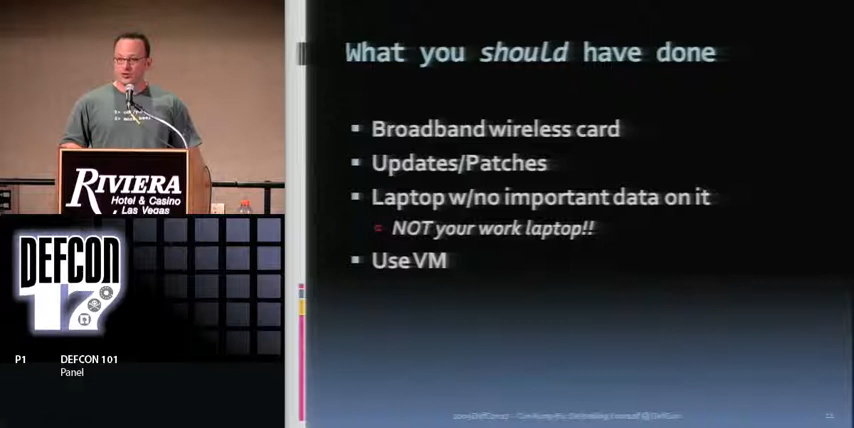 What you should have done
Broadband wireless card
Updates/Patches
Laptop w/no important data on it
NOT your work laptop!!
Use VM
RIVIERA
Hotel & Casino
Las Vegas
DEFCON
17
P1 DEFCON 101
Panel